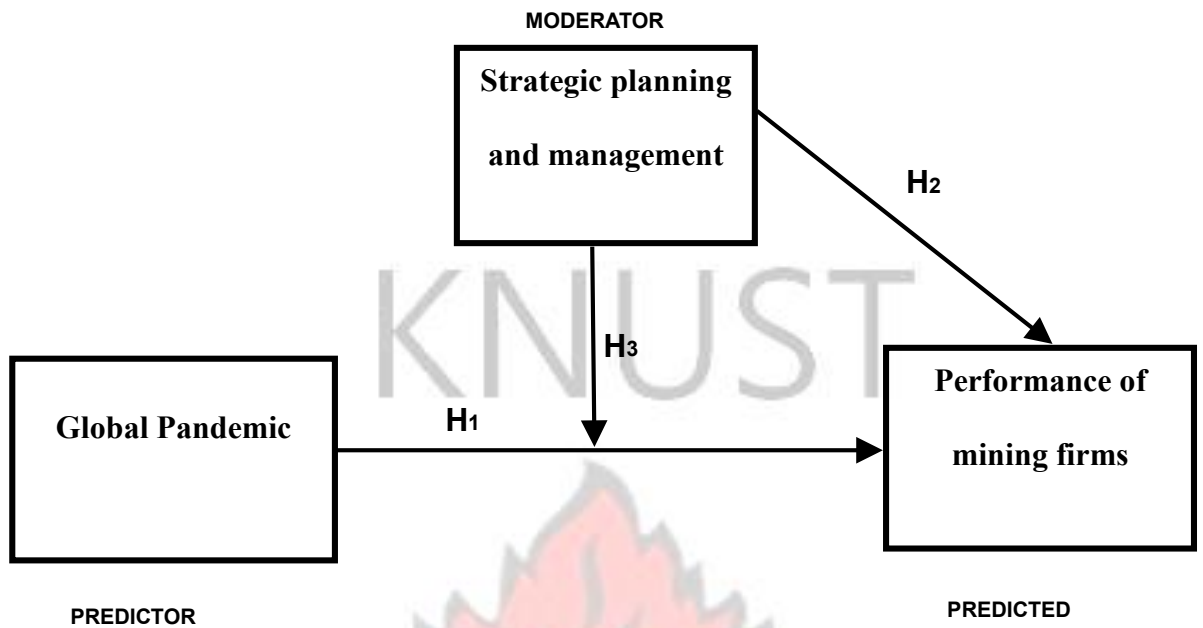 MODERATOR
Strategic planning
and management
H2
KNUST
H3
Global Pandemic
H1
Performance of
mining firms
PREDICTOR
PREDICTED